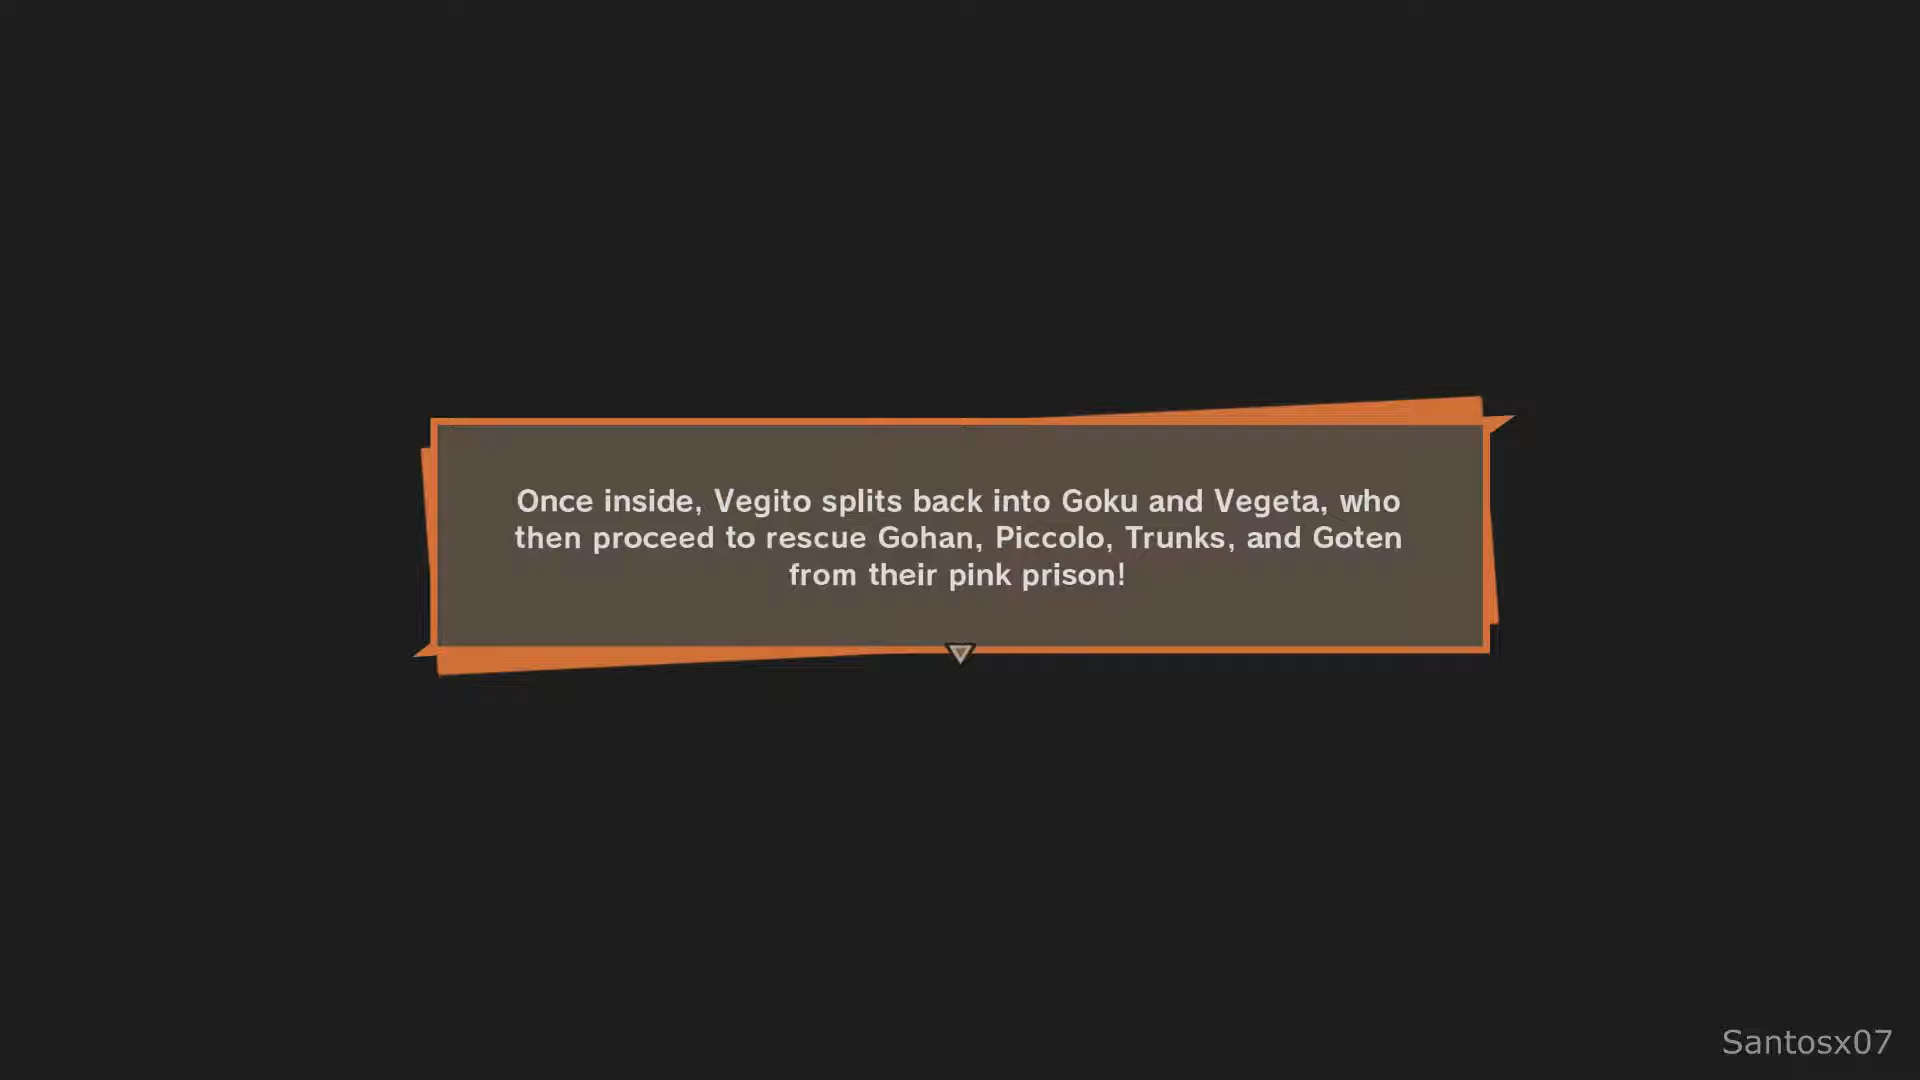 Once inside, Vegito splits back into Goku and Vegeta, who
then proceed to rescue Gohan, Piccolo, Trunks, and Goten
from their pink prison!
Santosx07